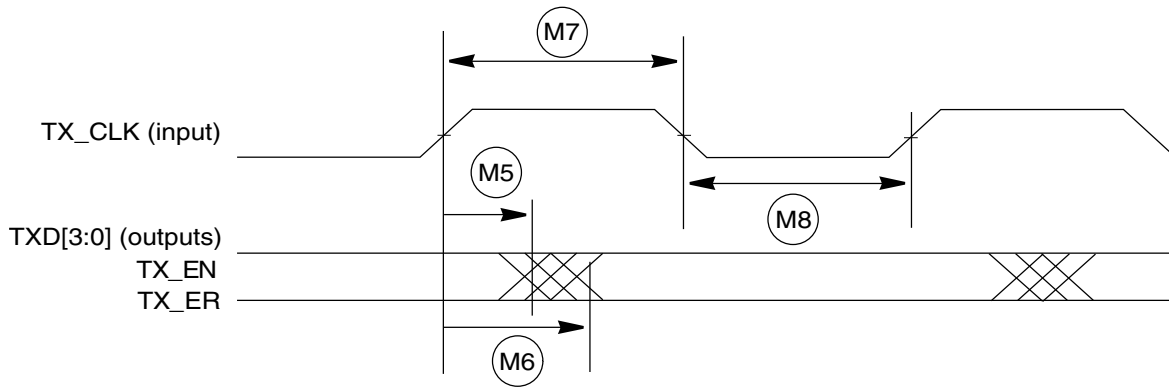 M7
TX_CLK (input)
M5
M8
TXD[3:0] (outputs)
TX_EN
TX_ER
M6